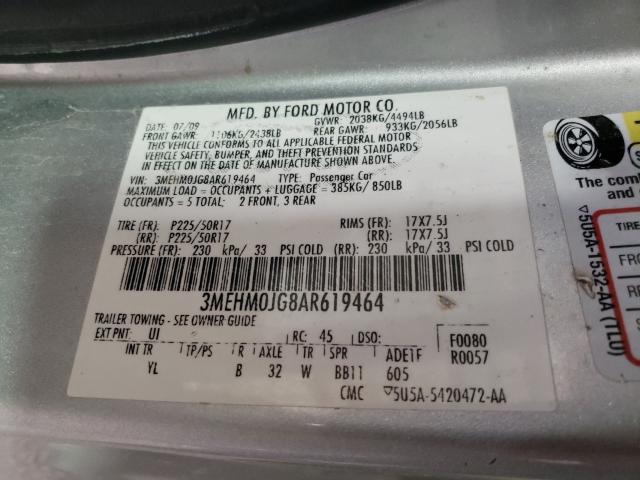 MFD. BY FORD MOTOR CO.
DATE: 07/09 GVWR: 2038KG/4494LB
FRONT GAWR: 1106KG/2438LB REAR GAWR: 933KG/2056LB
THIS VEHICLE CONFORMS TO ALL APPLICABLE FEDERAL MOTOR
VEHICLE SAFETY, BUMPER, AND THEFT PREVENTION STANDARDS
IN EFFECT ON THE DATE OF MANUFACTURE SHOWN ABOVE.
VIN: 3MEHM0JG8AR619464 TYPE: Passenger Car
MAXIMUM LOAD = OCCUPANTS + LUGGAGE = 385KG/850LB
OCCUPANTS = 5 TOTAL: 2 FRONT, 3 REAR
TIRE (FR): P225/50R17 RIMS (FR): 17X7.5J
(RR): P225/50R17 (RR): 17X7.5J
PRESSURE (FR): 230 kPa/ 33 PSI COLD (RR): 230 kPa/ 33 PSI COLD
3MEHM0JG8AR619464
TRAILER TOWING - SEE OWNER GUIDE
EXT PNT: UI RC: 45 DSO: F0080
INT TR TP/PS R AXLE TR SPR ADE1F R0057
YL B 32 W BB11 605
CMC ▽5U5A-5420472-AA
The comb
and
TIRE
FRO
RE
▽5U5A-1532-AA (TLU)